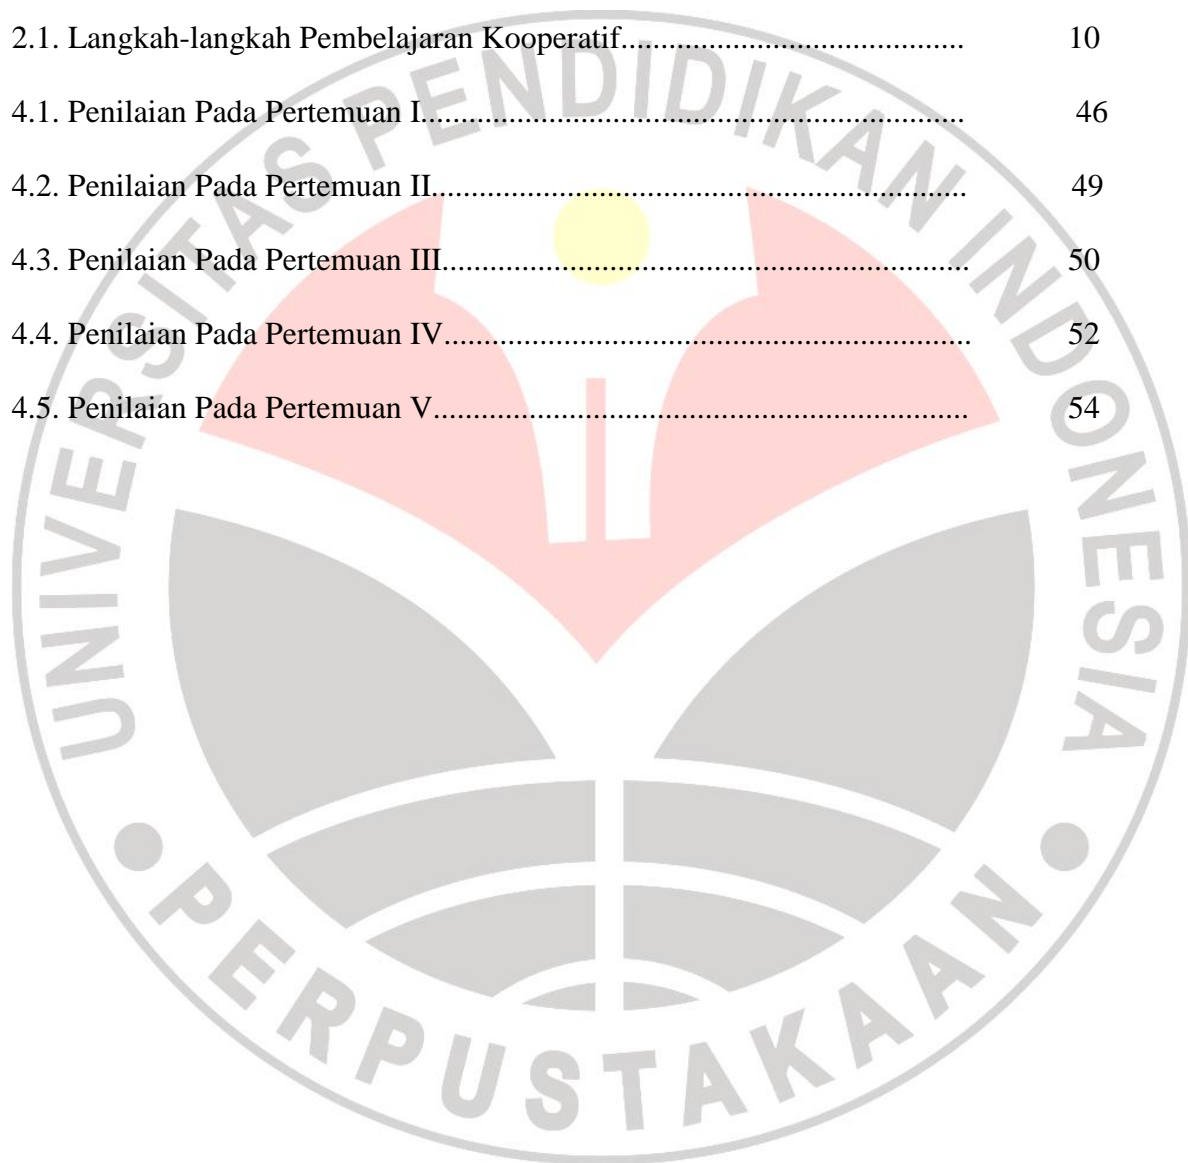 2.1. Langkah-langkah Pembelajaran Kooperatif........................................... 10
4.1. Penilaian Pada Pertemuan I.................................................................... 46
4.2. Penilaian Pada Pertemuan II................................................................... 49
4.3. Penilaian Pada Pertemuan III.................................................................. 50
4.4. Penilaian Pada Pertemuan IV.................................................................. 52
4.5. Penilaian Pada Pertemuan V................................................................... 54
UNIVERSITAS PENDIDIKAN INDONESIA
PERPUSTAKAAN